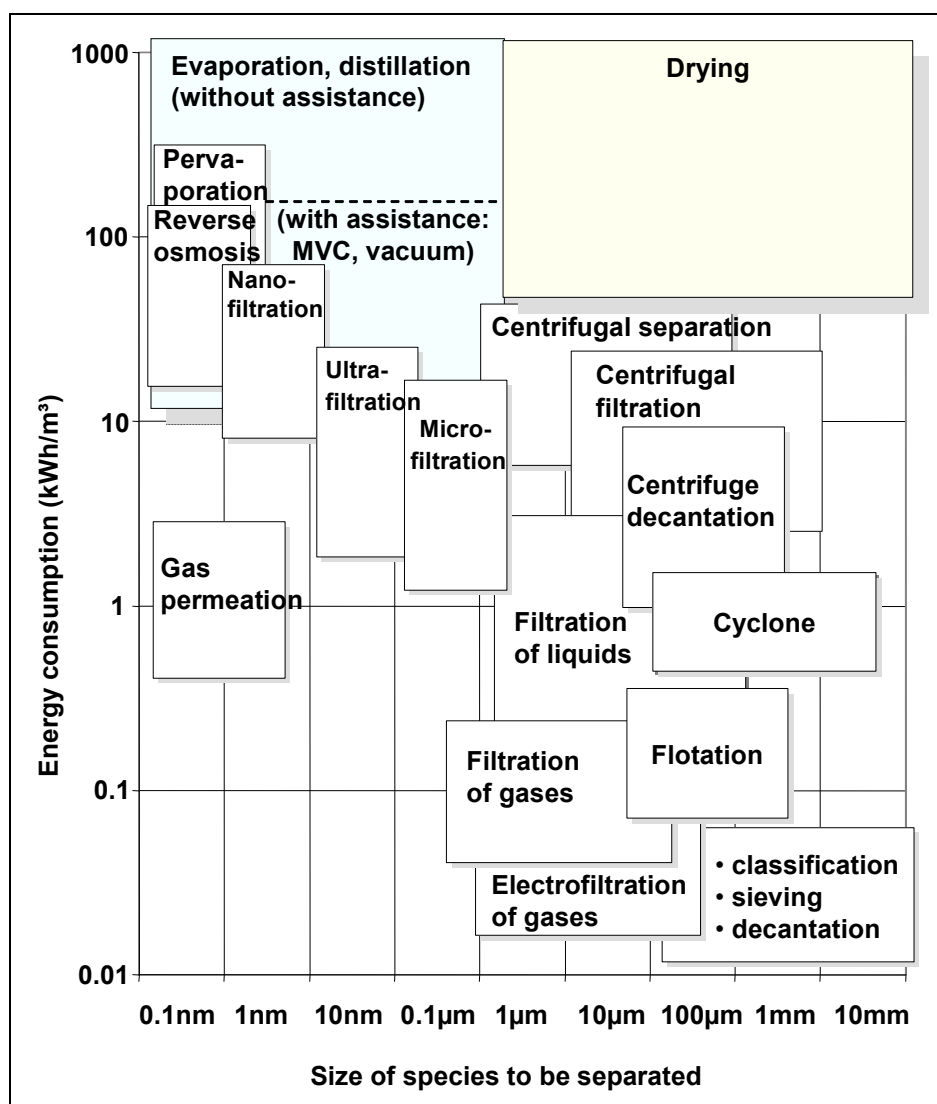 1000
Evaporation, distillation
(without assistance)
Drying
Perva-
poration
Reverse
osmosis
(with assistance:
MVC, vacuum)
100
Nano-
filtration
Centrifugal separation
Ultra-
filtration
Centrifugal
filtration
10
Micro-
filtration
Centrifuge
decantation
Gas
permeation
1
Filtration
of liquids
Cyclone
Filtration
of gases
Flotation
0.1
Electrofiltration
of gases
• classification
• sieving
• decantation
0.01
Energy consumption (kWh/m³)
0.1nm 1nm 10nm 0.1µm 1µm 10µm 100µm 1mm 10mm
Size of species to be separated